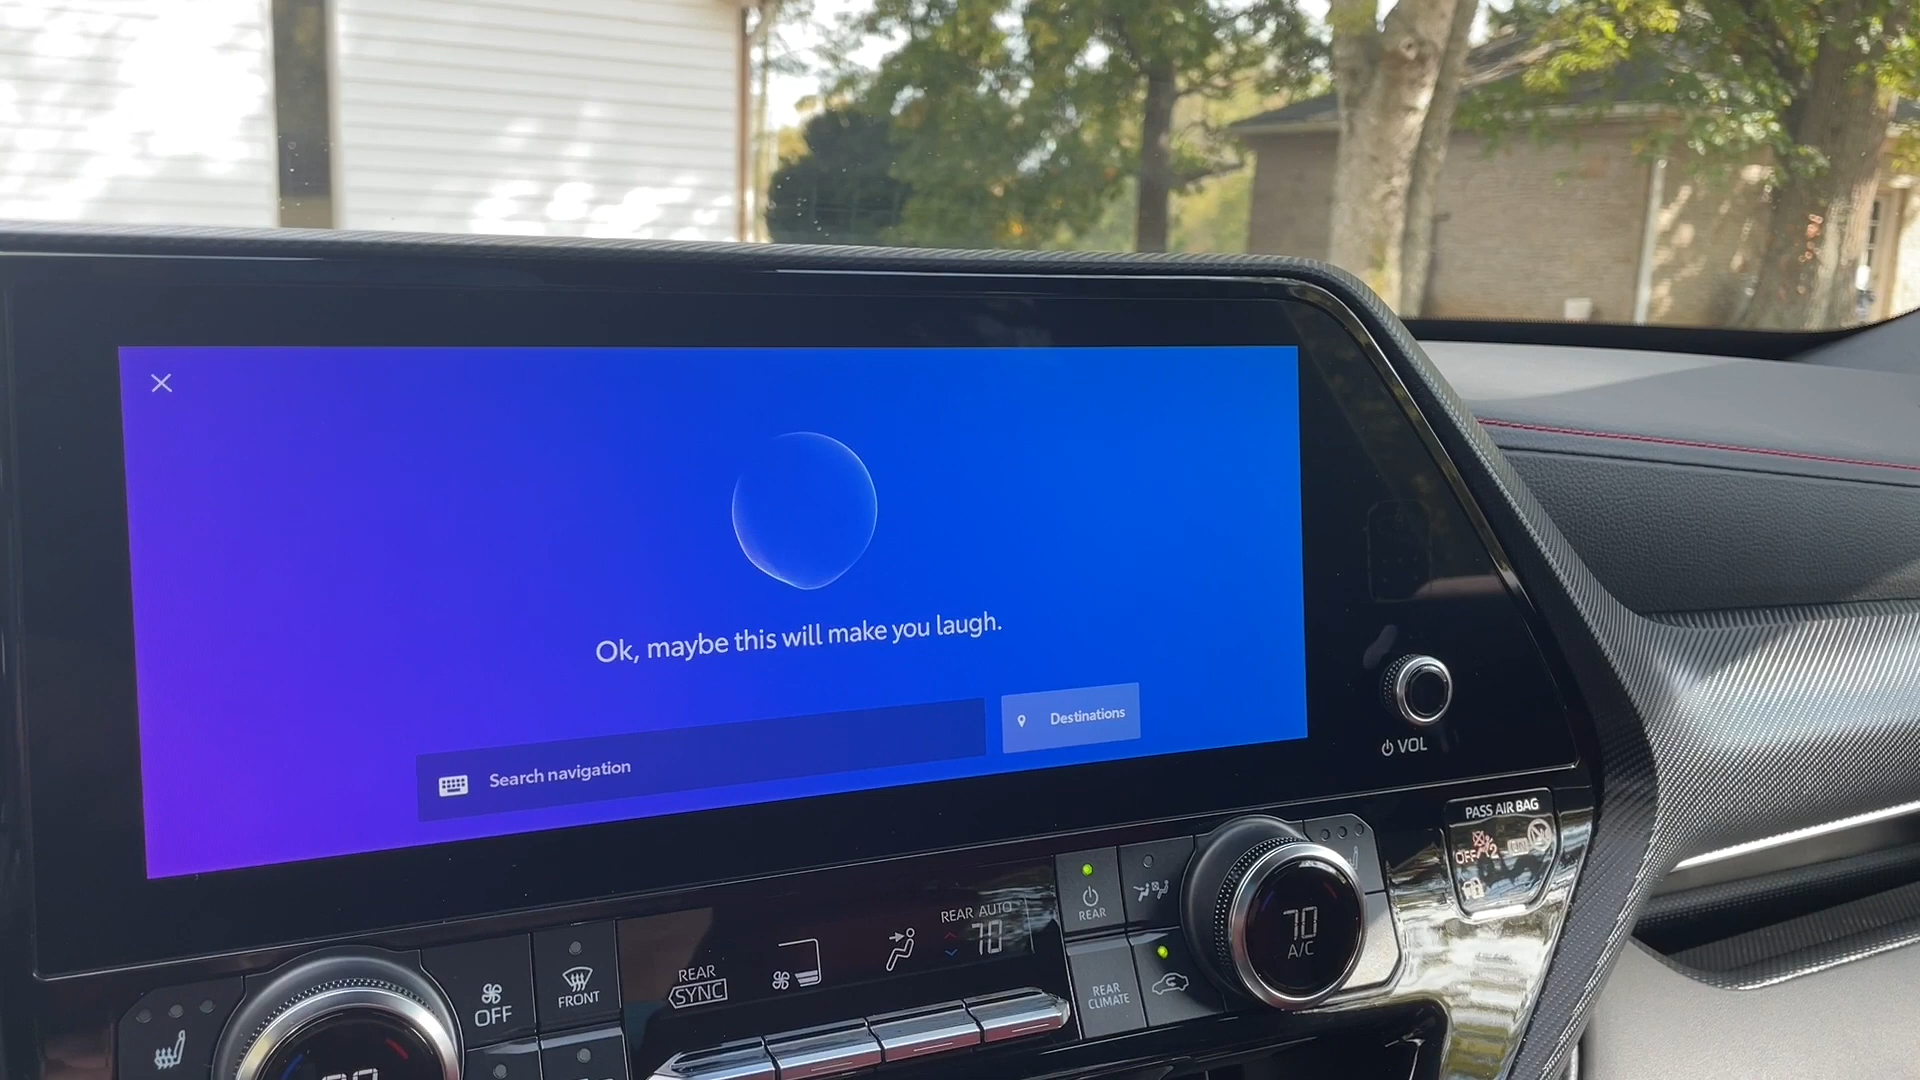 Ok, maybe this will make you laugh.
Search navigation
Destinations
VOL
PASS AIR BAG
OFF
REAR AUTO
70
REAR
70
A/C
REAR
SYNC
OFF
FRONT
REAR
CLIMATE